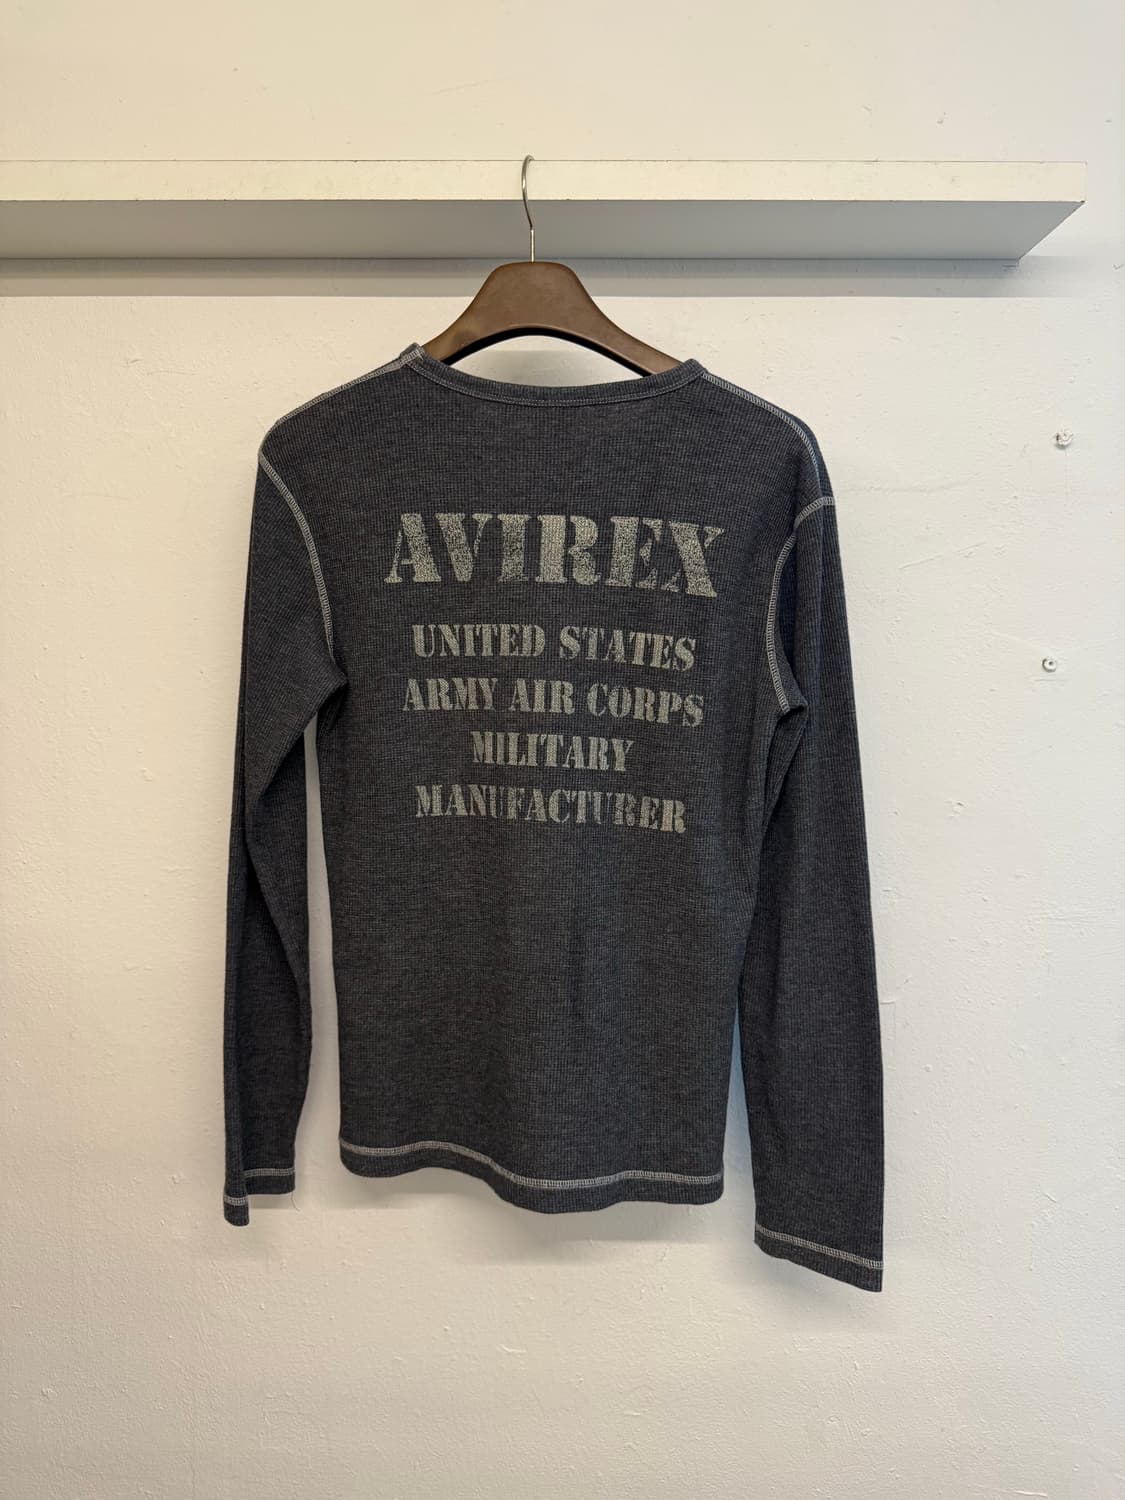 AVIREX
UNITED STATES
ARMY AIR CORPS
MILITARY
MANUFACTURER